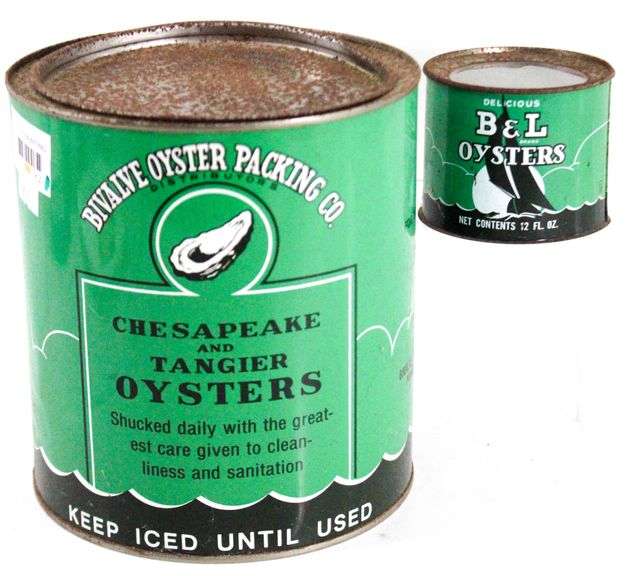 BIVALVE OYSTER PACKING CO.
DISTRIBUTORS
CHESAPEAKE
AND
TANGIER
OYSTERS
Shucked daily with the great-
est care given to clean-
liness and sanitation
KEEP ICED UNTIL USED
DELICIOUS
B & L
BRAND
OYSTERS
NET CONTENTS 12 FL. OZ.